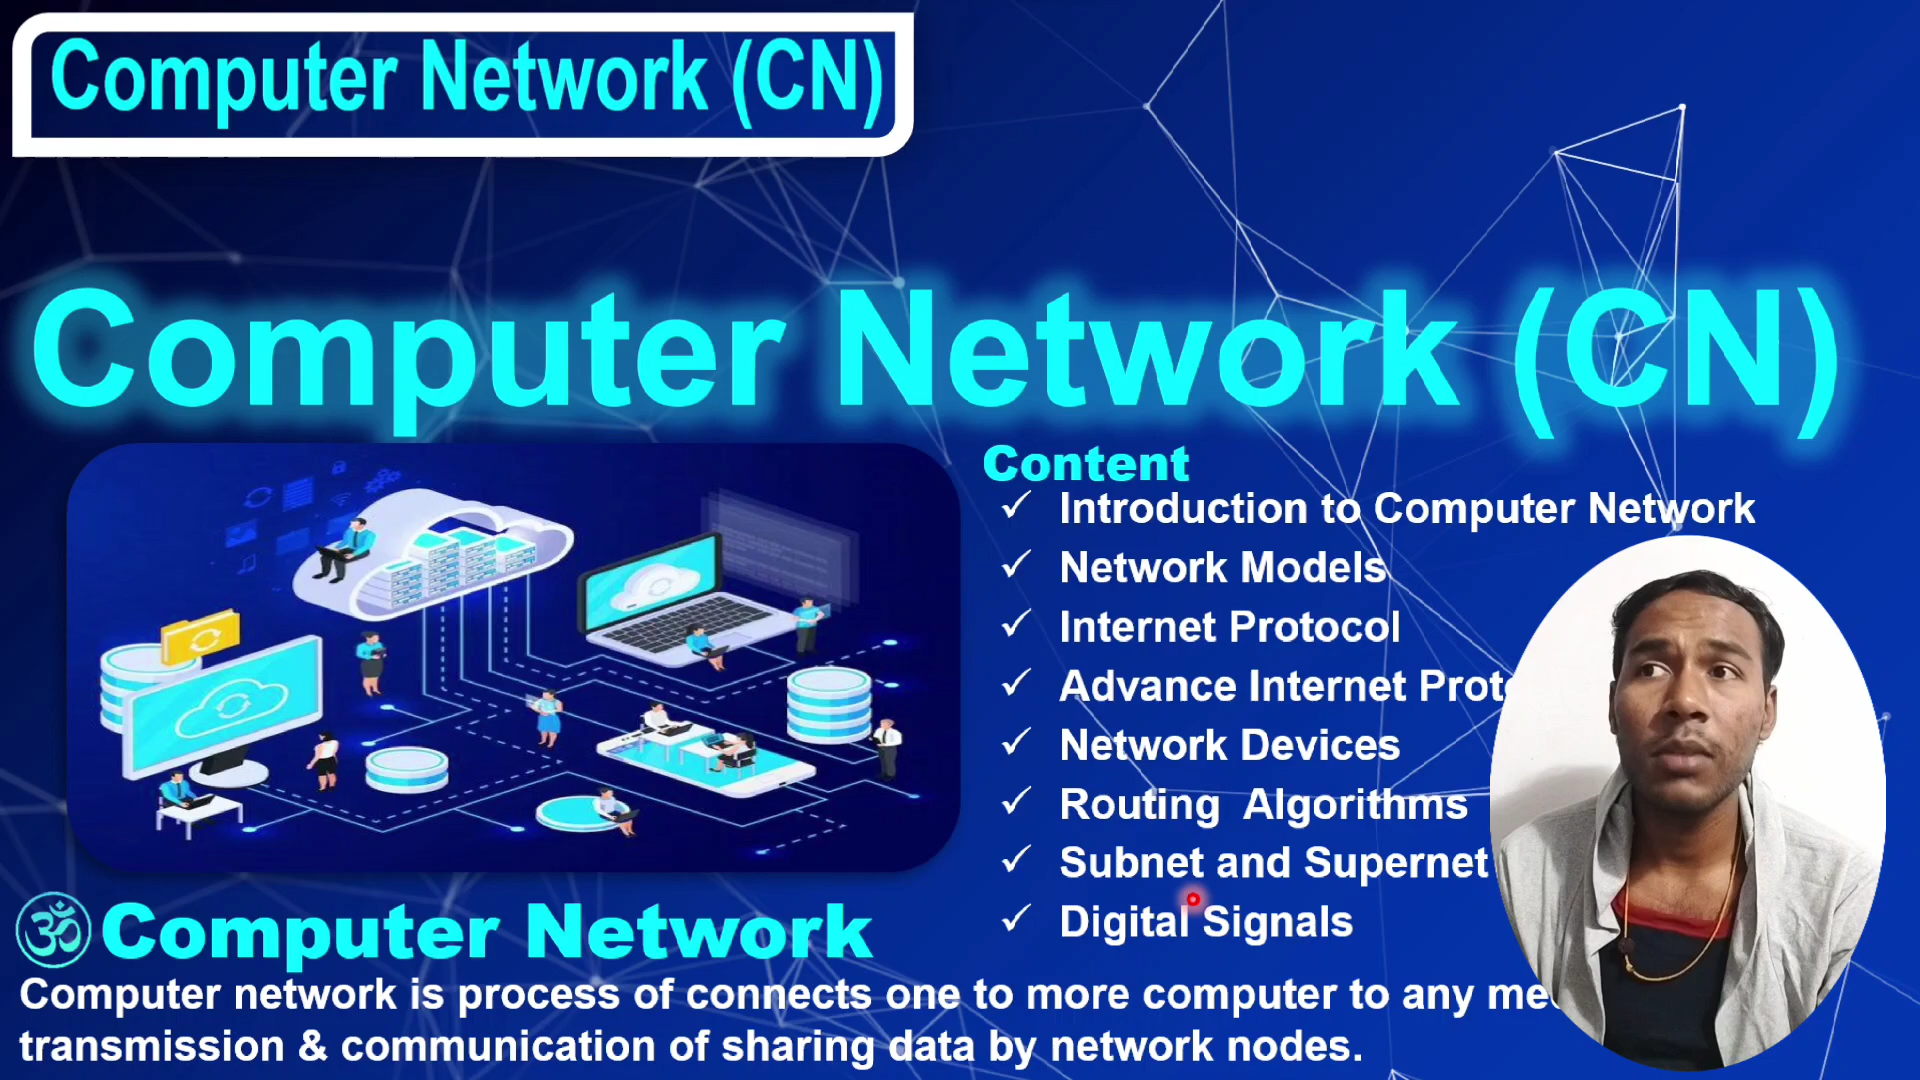 Computer Network (CN)
Computer Network (CN)
Content
✓ Introduction to Computer Network
✓ Network Models
✓ Internet Protocol
✓ Advance Internet
✓ Network Devices
✓ Routing Algorithms
✓ Subnet and Supernet
✓ Digital Signals
ॐ Computer Network
Computer network is process of connects one to more computer to any
transmission & communication of sharing data by network nodes.